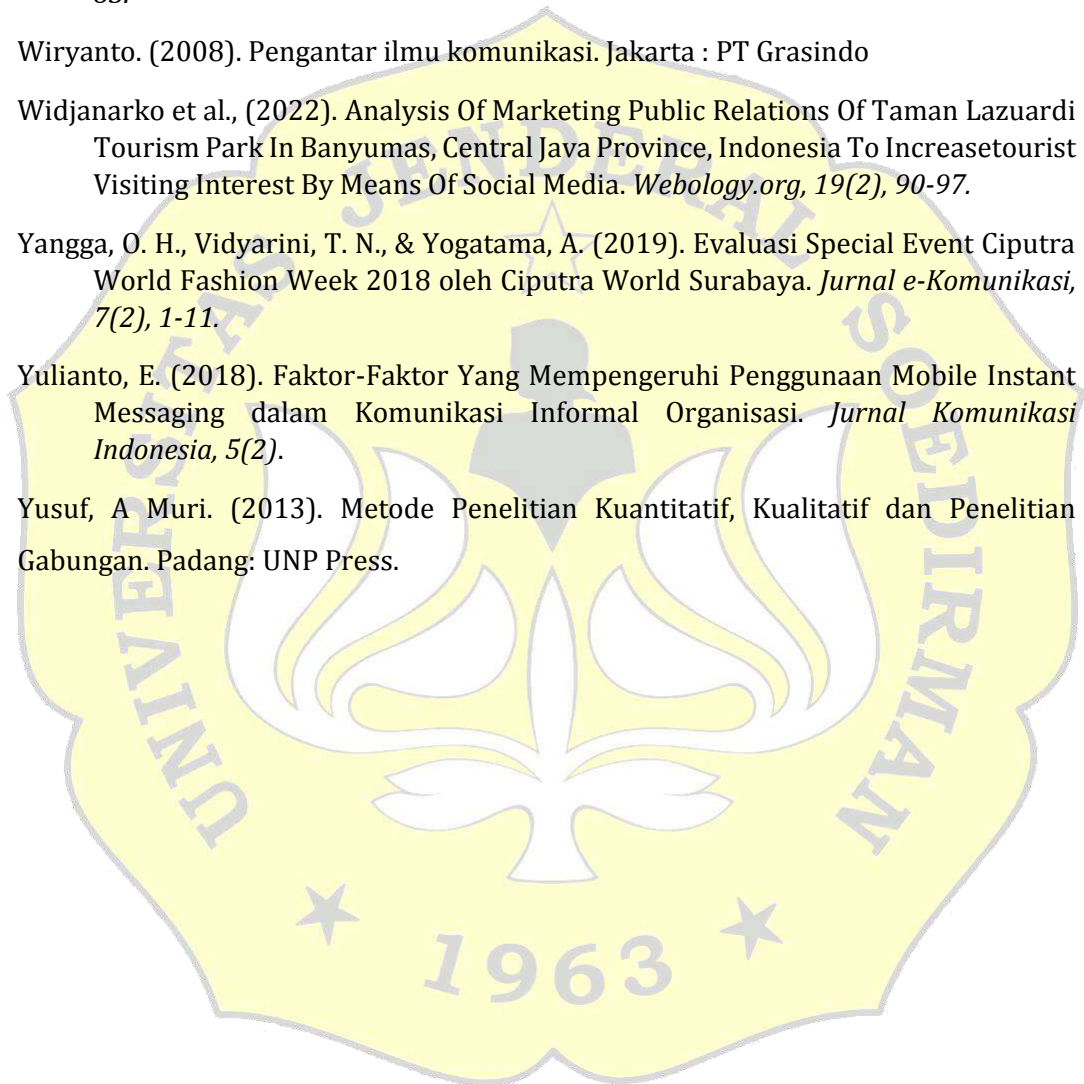 Wiryanto. (2008). Pengantar ilmu komunikasi. Jakarta : PT Grasindo
Widjanarko et al., (2022). Analysis Of Marketing Public Relations Of Taman Lazuardi
Tourism Park In Banyumas, Central Java Province, Indonesia To Increasetourist
Visiting Interest By Means Of Social Media. Webology.org, 19(2), 90-97.
Yangga, O. H., Vidyarini, T. N., & Yogatama, A. (2019). Evaluasi Special Event Ciputra
World Fashion Week 2018 oleh Ciputra World Surabaya. Jurnal e-Komunikasi,
7(2), 1-11.
Yulianto, E. (2018). Faktor-Faktor Yang Mempengeruhi Penggunaan Mobile Instant
Messaging dalam Komunikasi Informal Organisasi. Jurnal Komunikasi
Indonesia, 5(2).
Yusuf, A Muri. (2013). Metode Penelitian Kuantitatif, Kualitatif dan Penelitian
Gabungan. Padang: UNP Press.
UNIVERSITAS JENDERAL SOEDIRMAN
1963